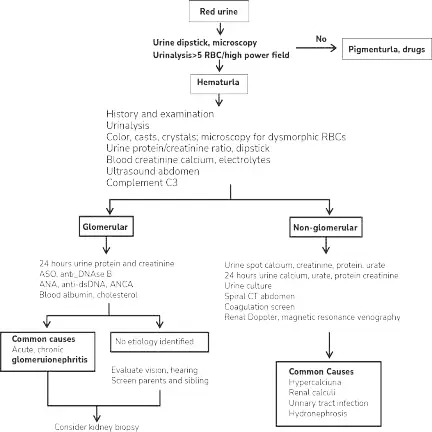 Red urine
Urine dipstick, microscopy
Urinalysis>5 RBC/high power field
No
Pigmenturla, drugs
Hematurla
History and examination
Urinalysis
Color, casts, crystals; microscopy for dysmorphic RBCs
Urine protein/creatinine ratio, dipstick
Blood creatinine calcium, electrolytes
Ultrasound abdomen
Complement C3
Glomerular
Non-glomerular
24 hours urine protein and creatinine
ASO, anti_DNAse B
ANA, anti-dsDNA, ANCA
Blood albumin, cholesterol
Urine spot calcium, creatinine, protein, urate
24 hours urine calcium, urate, protein creatinine
Urine culture
Spiral CT abdomen
Coagulation screen
Renal Doppler, magnetic resonance venography
Common causes
Acute, chronic
glomeruionephritis
No etiology identified
Evaluate vision, hearing
Screen parents and sibling
Consider kidney biopsy
Common Causes
Hypercalciuna
Renal calculi
Unnary tract infection
Hydronephrosis